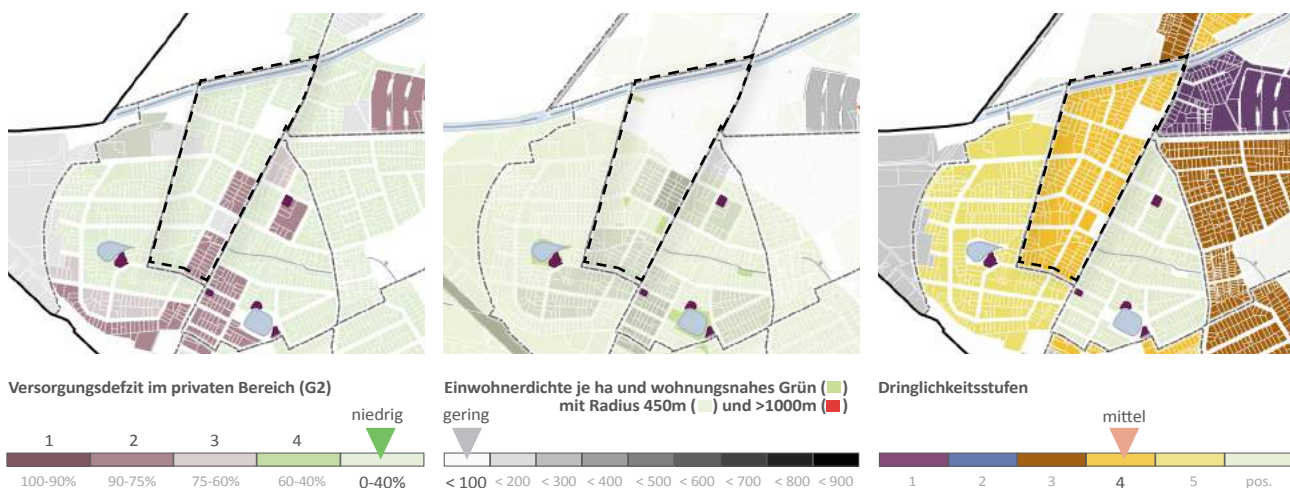 Versorgungsdefzit im privaten Bereich (G2)
niedrig
1 2 3 4
100-90% 90-75% 75-60% 60-40% 0-40%
Einwohnerdichte je ha und wohnungsnahes Grün ( )
mit Radius 450m ( ) und >1000m ( )
gering
< 100 < 200 < 300 < 400 < 500 < 600 < 700 < 800 < 900
Dringlichkeitsstufen
mittel
1 2 3 4 5 pos.